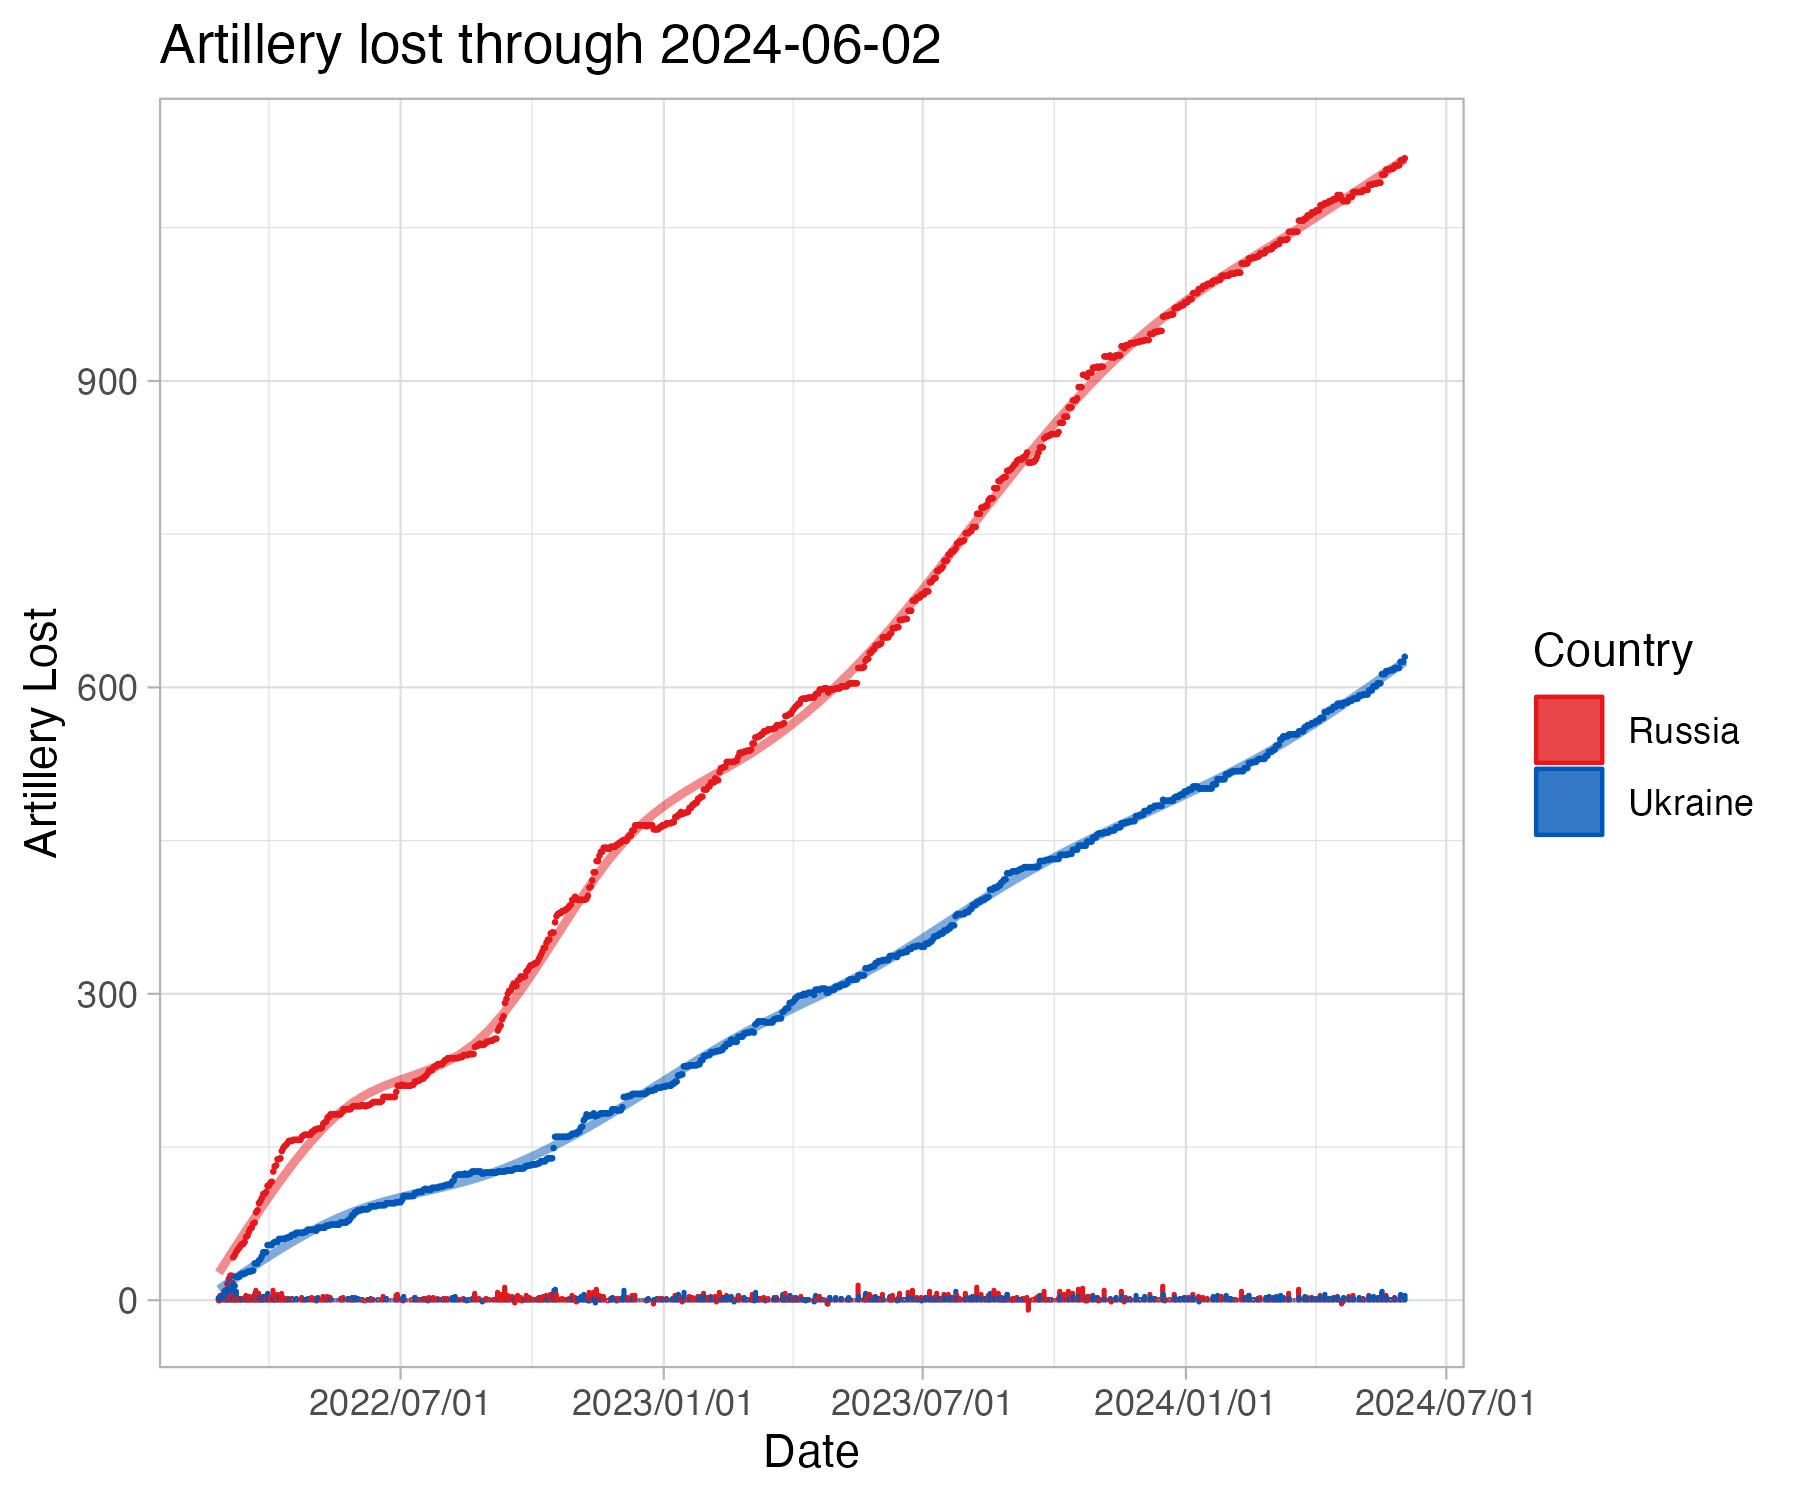 Artillery lost through 2024-06-02
Artillery Lost
900
600
300
0
2022/07/01
2023/01/01
2023/07/01
2024/01/01
2024/07/01
Date
Country
Russia
Ukraine